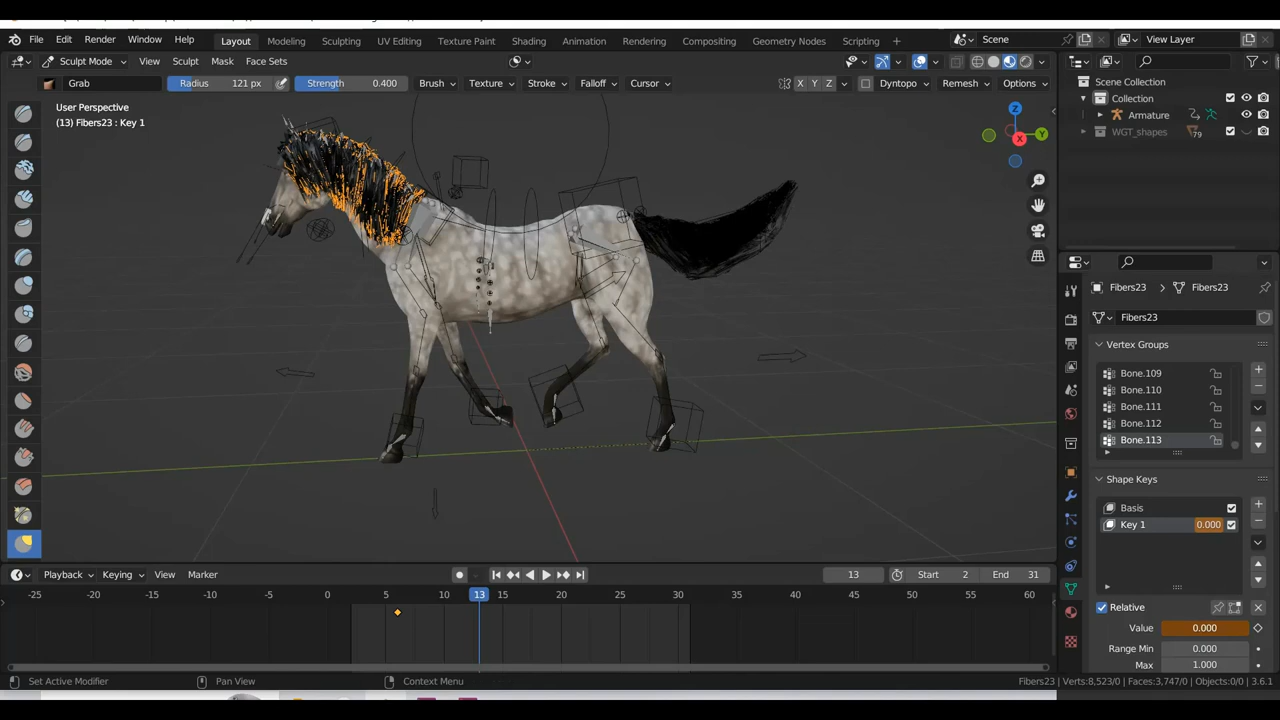 File Edit Render Window Help Layout Modeling Sculpting UV Editing Texture Paint Shading Animation Rendering Compositing Geometry Nodes Scripting + Scene View Layer
Sculpt Mode View Sculpt Mask Face Sets
Grab Radius 121 px Strength 0.400 Brush Texture Stroke Falloff Cursor X Y Z Dyntopo Remesh Options
User Perspective
(13) Fibers23 : Key 1
Z
Y
X
Scene Collection
Collection
Armature
WGT_shapes 79
Fibers23 Fibers23
Fibers23
Vertex Groups
Bone.109
Bone.110
Bone.111
Bone.112
Bone.113
Shape Keys
Basis
Key 1 0.000
Relative
Value 0.000
Range Min 0.000
Max 1.000
Playback Keying View Marker 13 Start 2 End 31
-25 -20 -15 -10 -5 0 5 10 13 15 20 25 30 35 40 45 50 55 60
Set Active Modifier Pan View Context Menu Fibers23 | Verts:8,523/0 | Faces:3,747/0 | Objects:0/0 | 3.6.1